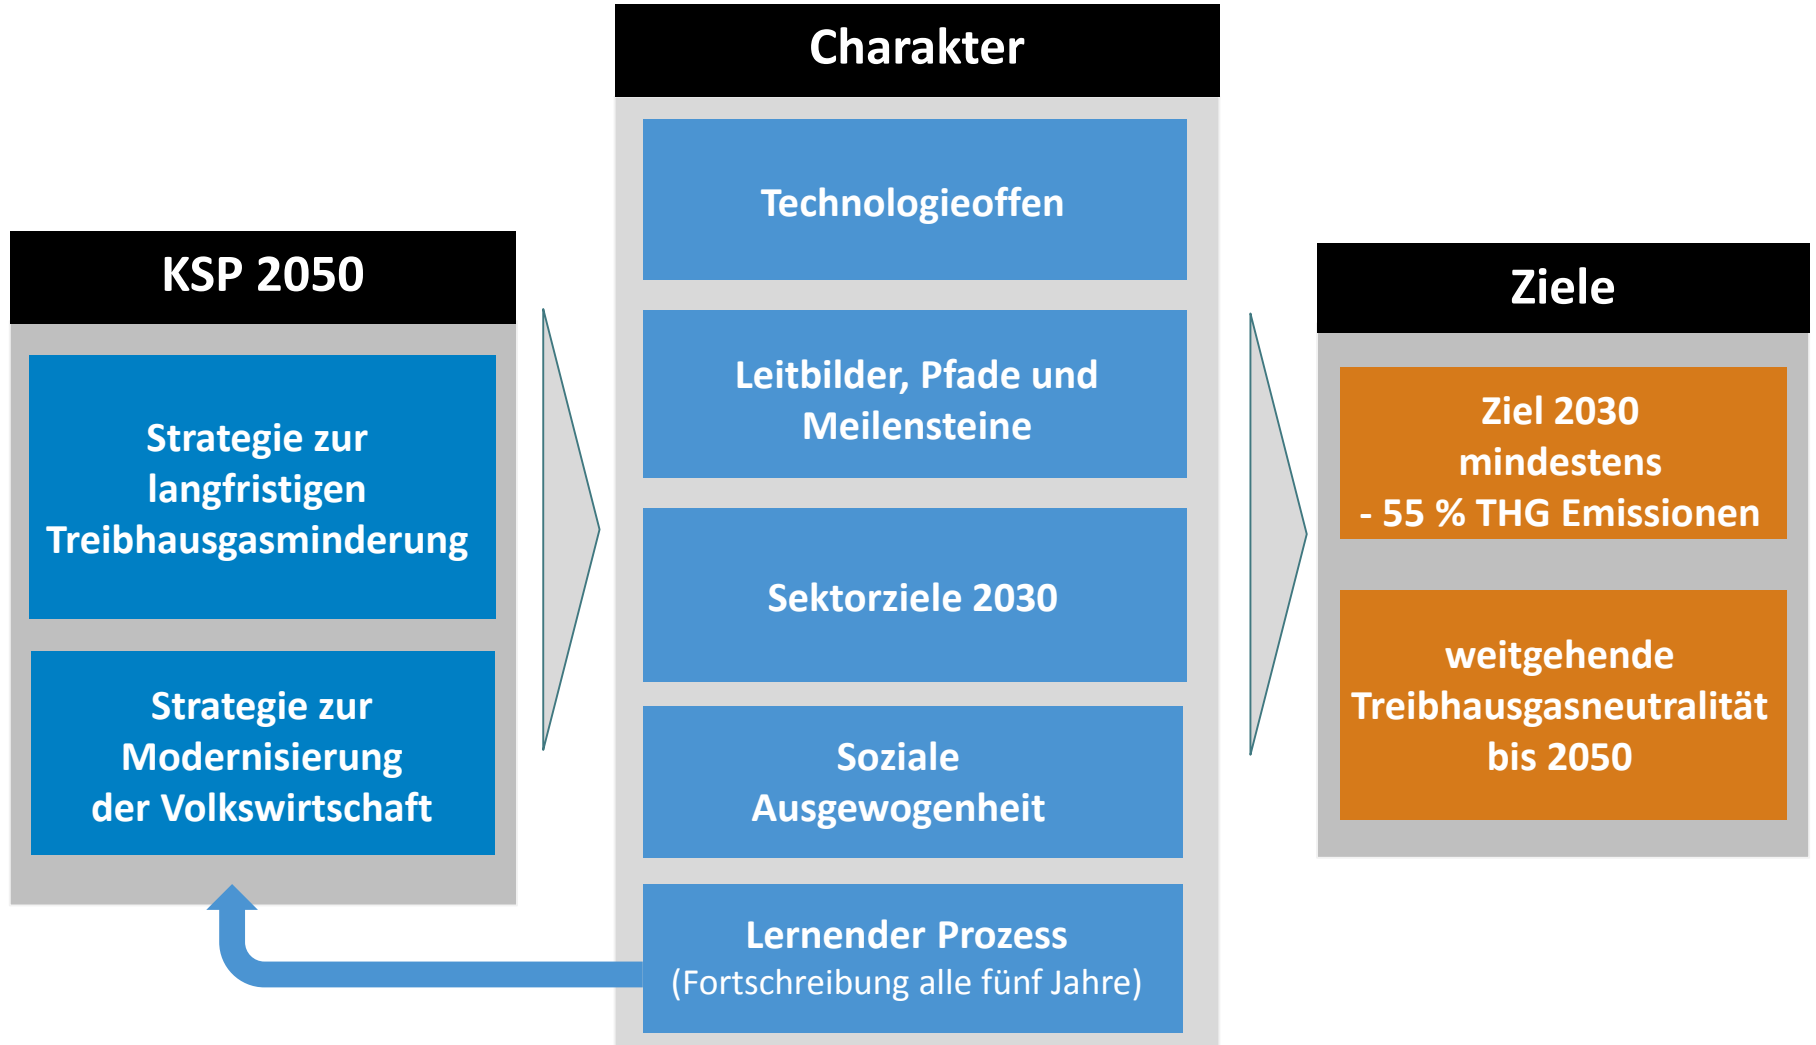 KSP 2050
Strategie zur
langfristigen
Treibhausgasminderung
Strategie zur
Modernisierung
der Volkswirtschaft
Charakter
Technologieoffen
Leitbilder, Pfade und
Meilensteine
Sektorziele 2030
Soziale
Ausgewogenheit
Lernender Prozess
(Fortschreibung alle fünf Jahre)
Ziele
Ziel 2030
mindestens
- 55 % THG Emissionen
weitgehende
Treibhausgasneutralität
bis 2050